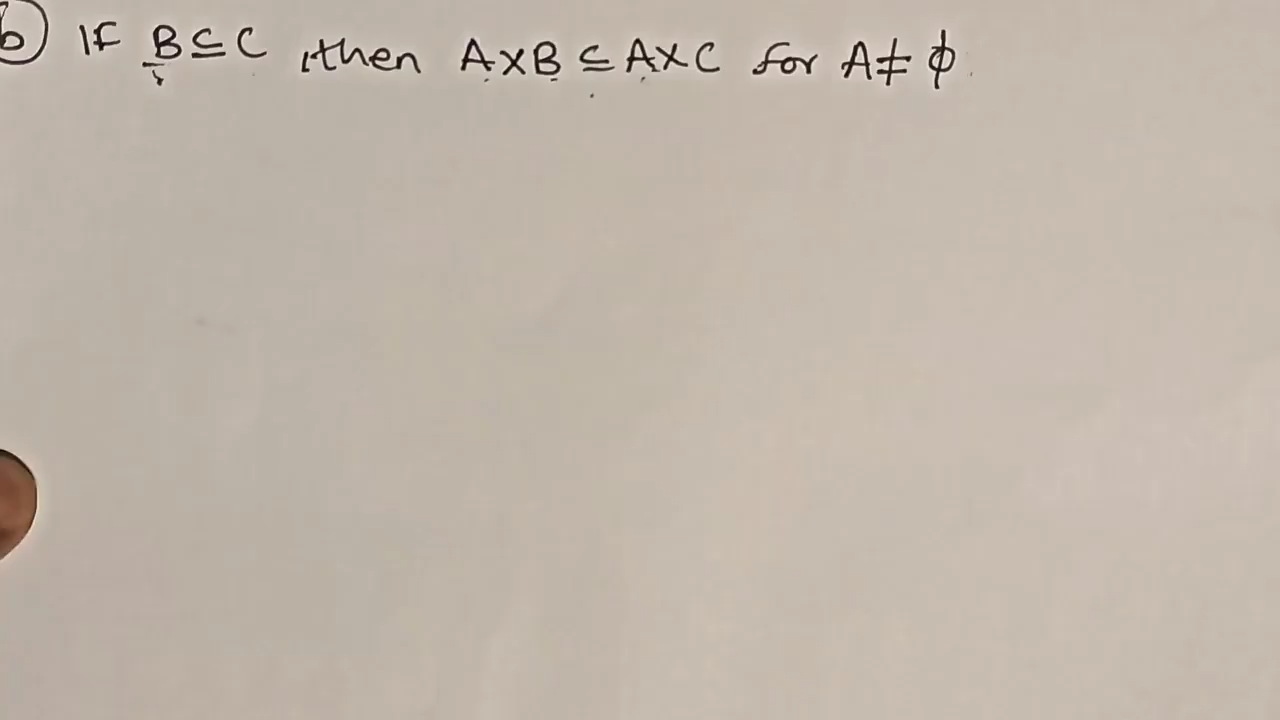 b) If B ⊆ C, then A×B ⊆ A×C for A ≠ ϕ